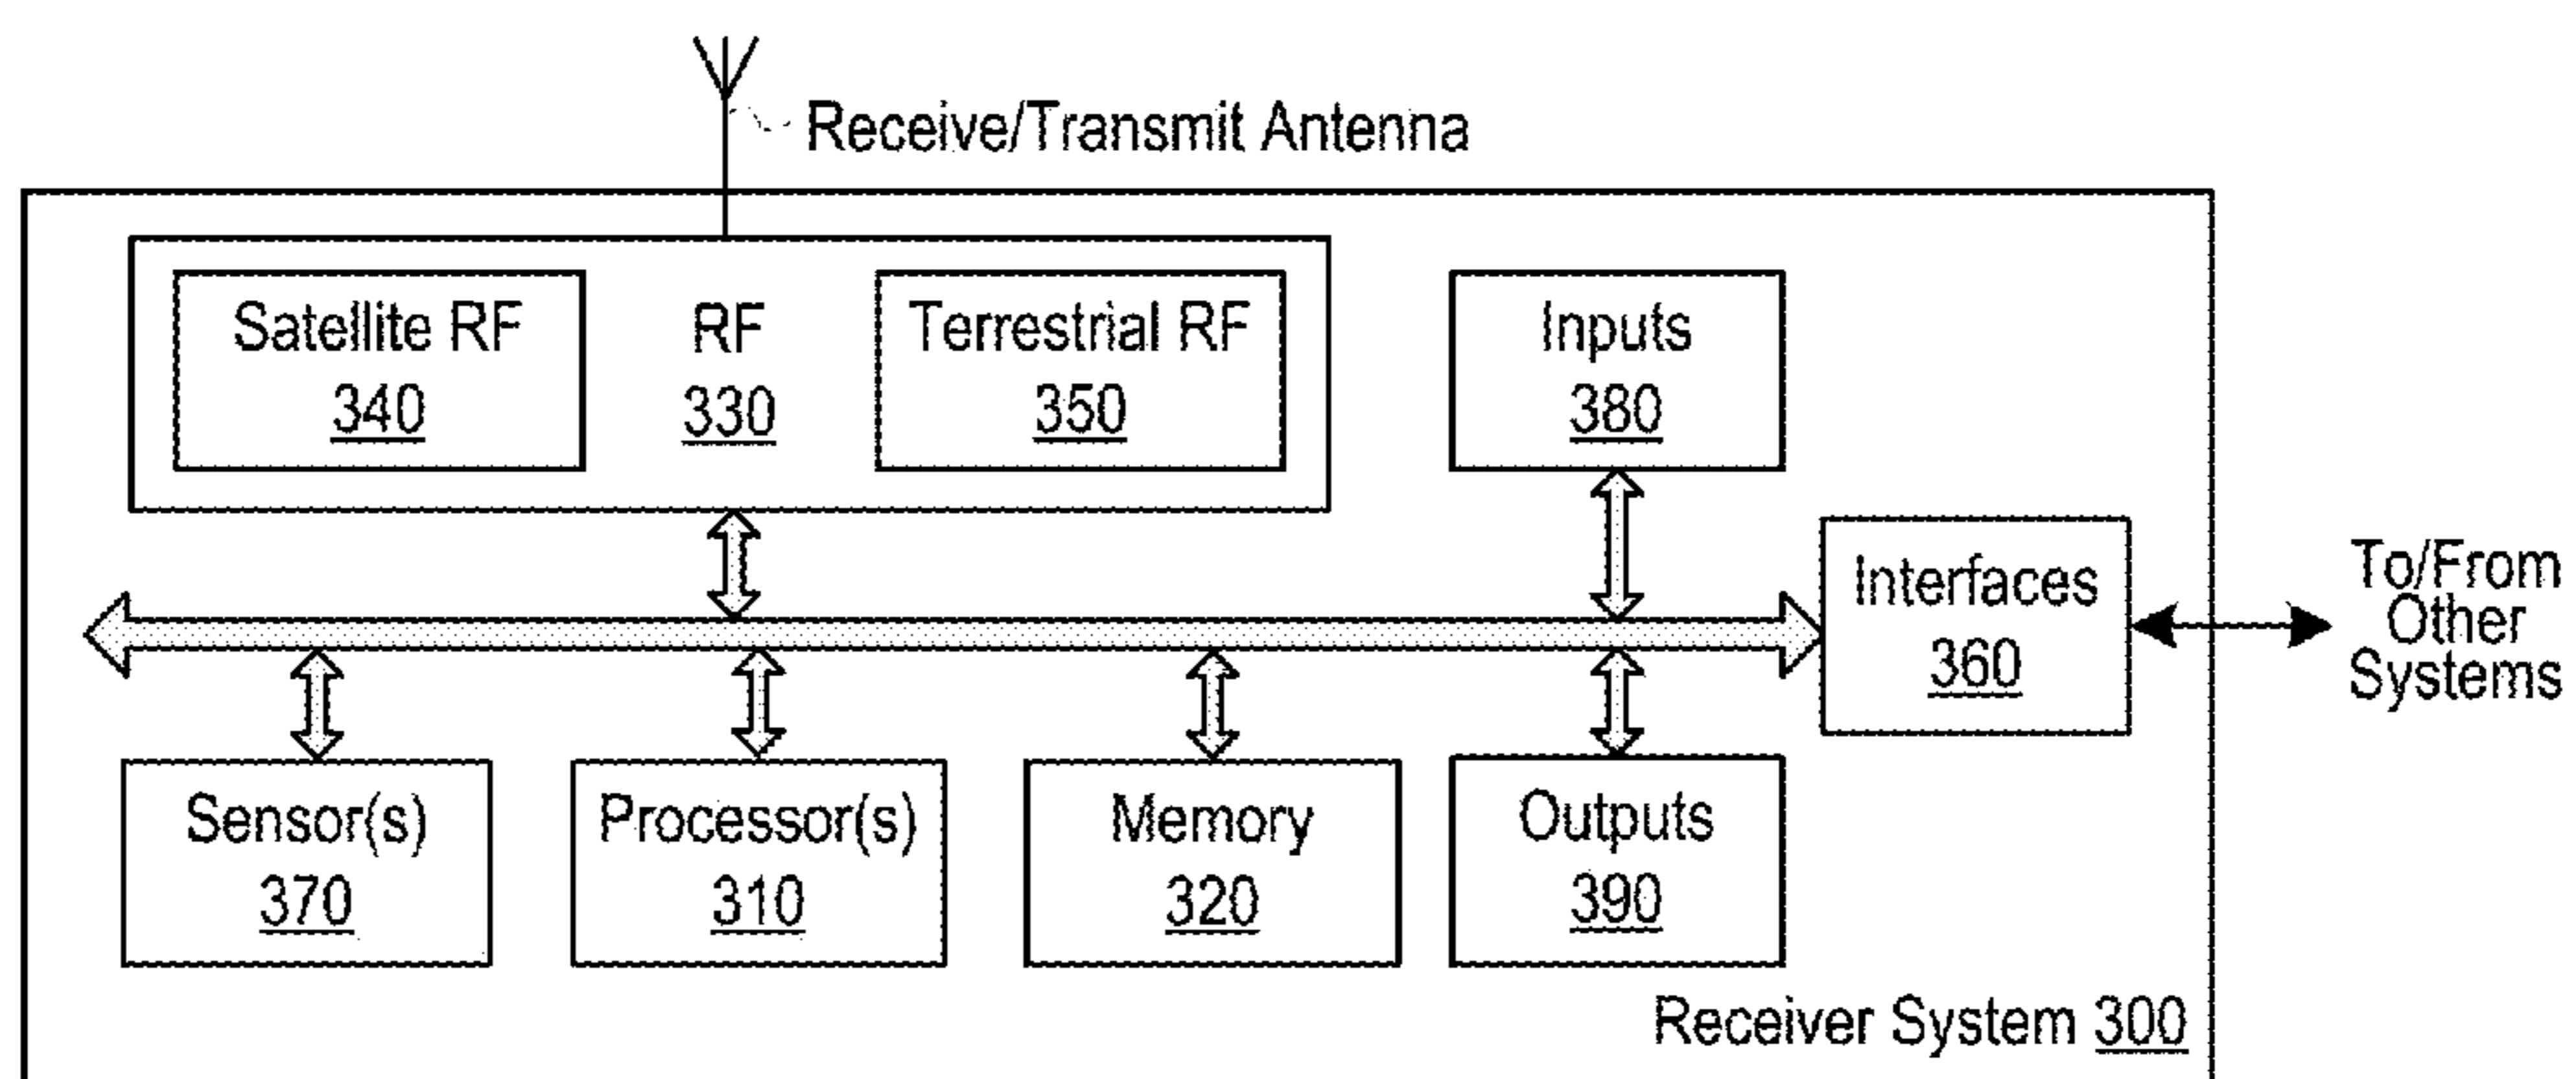 Receive/Transmit Antenna
Satellite RF
340
RF
330
Terrestrial RF
350
Inputs
380
Interfaces
360
To/From
Other
Systems
Sensor(s)
370
Processor(s)
310
Memory
320
Outputs
390
Receiver System 300